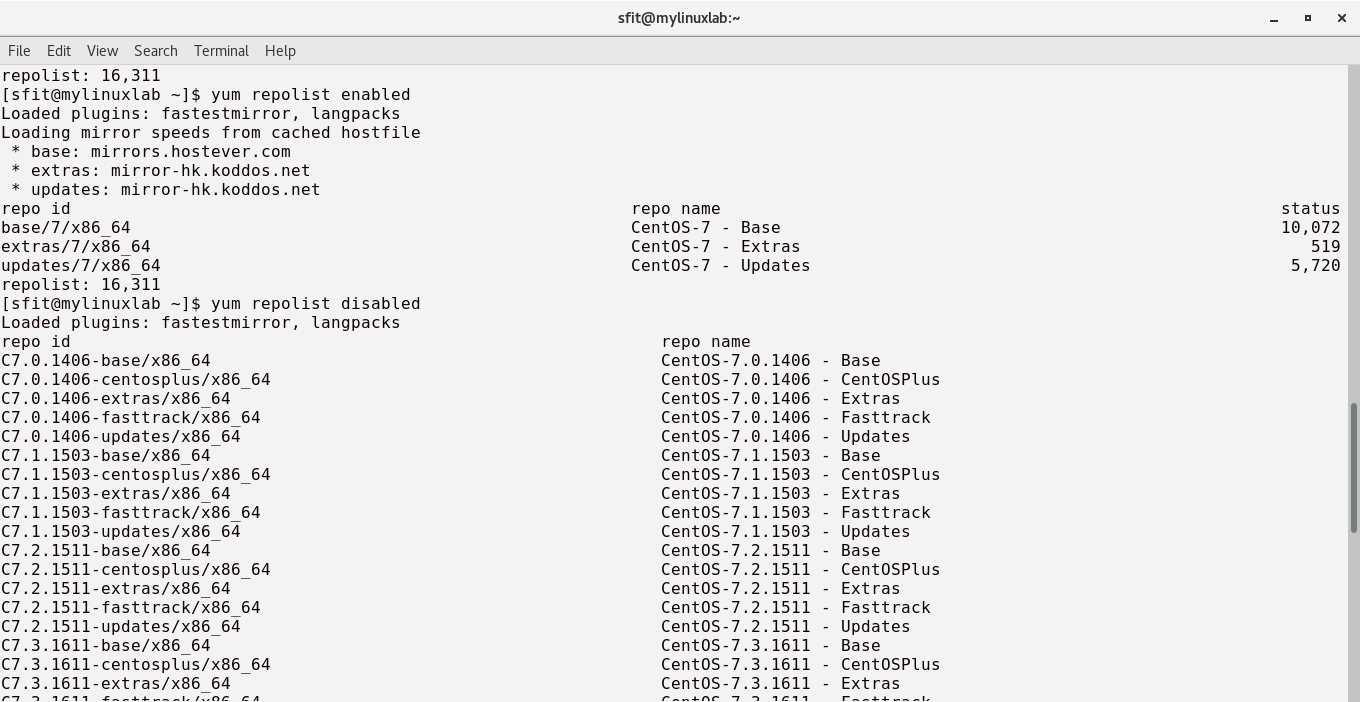 sfit@mylinuxlab:~
File Edit View Search Terminal Help
repolist: 16,311
[sfit@mylinuxlab ~]$ yum repolist enabled
Loaded plugins: fastestmirror, langpacks
Loading mirror speeds from cached hostfile
 * base: mirrors.hostever.com
 * extras: mirror-hk.koddos.net
 * updates: mirror-hk.koddos.net
repo id repo name status
base/7/x86_64 CentOS-7 - Base 10,072
extras/7/x86_64 CentOS-7 - Extras 519
updates/7/x86_64 CentOS-7 - Updates 5,720
repolist: 16,311
[sfit@mylinuxlab ~]$ yum repolist disabled
Loaded plugins: fastestmirror, langpacks
repo id repo name
C7.0.1406-base/x86_64 CentOS-7.0.1406 - Base
C7.0.1406-centosplus/x86_64 CentOS-7.0.1406 - CentOSPlus
C7.0.1406-extras/x86_64 CentOS-7.0.1406 - Extras
C7.0.1406-fasttrack/x86_64 CentOS-7.0.1406 - Fasttrack
C7.0.1406-updates/x86_64 CentOS-7.0.1406 - Updates
C7.1.1503-base/x86_64 CentOS-7.1.1503 - Base
C7.1.1503-centosplus/x86_64 CentOS-7.1.1503 - CentOSPlus
C7.1.1503-extras/x86_64 CentOS-7.1.1503 - Extras
C7.1.1503-fasttrack/x86_64 CentOS-7.1.1503 - Fasttrack
C7.1.1503-updates/x86_64 CentOS-7.1.1503 - Updates
C7.2.1511-base/x86_64 CentOS-7.2.1511 - Base
C7.2.1511-centosplus/x86_64 CentOS-7.2.1511 - CentOSPlus
C7.2.1511-extras/x86_64 CentOS-7.2.1511 - Extras
C7.2.1511-fasttrack/x86_64 CentOS-7.2.1511 - Fasttrack
C7.2.1511-updates/x86_64 CentOS-7.2.1511 - Updates
C7.3.1611-base/x86_64 CentOS-7.3.1611 - Base
C7.3.1611-centosplus/x86_64 CentOS-7.3.1611 - CentOSPlus
C7.3.1611-extras/x86_64 CentOS-7.3.1611 - Extras
C7.3.1611-fasttrack/x86_64 CentOS-7.3.1611 - Fasttrack